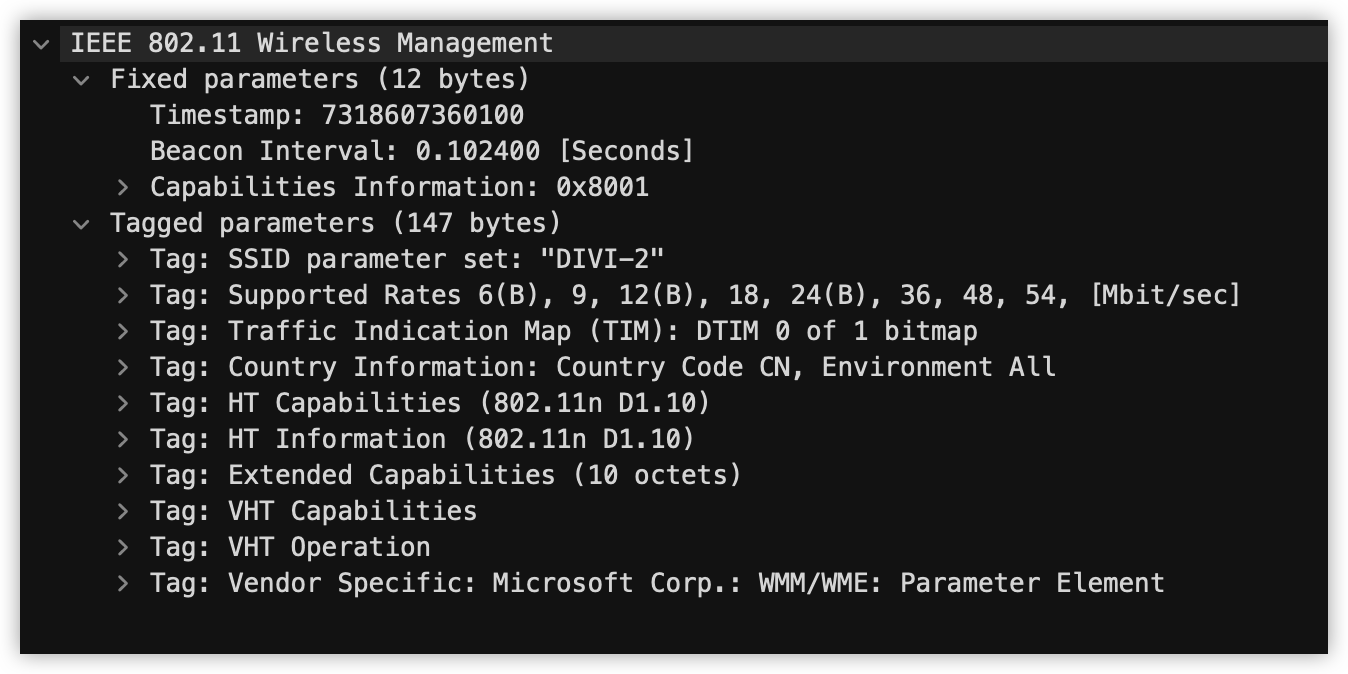 IEEE 802.11 Wireless Management
Fixed parameters (12 bytes)
Timestamp: 7318607360100
Beacon Interval: 0.102400 [Seconds]
Capabilities Information: 0x8001
Tagged parameters (147 bytes)
Tag: SSID parameter set: "DIVI-2"
Tag: Supported Rates 6(B), 9, 12(B), 18, 24(B), 36, 48, 54, [Mbit/sec]
Tag: Traffic Indication Map (TIM): DTIM 0 of 1 bitmap
Tag: Country Information: Country Code CN, Environment All
Tag: HT Capabilities (802.11n D1.10)
Tag: HT Information (802.11n D1.10)
Tag: Extended Capabilities (10 octets)
Tag: VHT Capabilities
Tag: VHT Operation
Tag: Vendor Specific: Microsoft Corp.: WMM/WME: Parameter Element